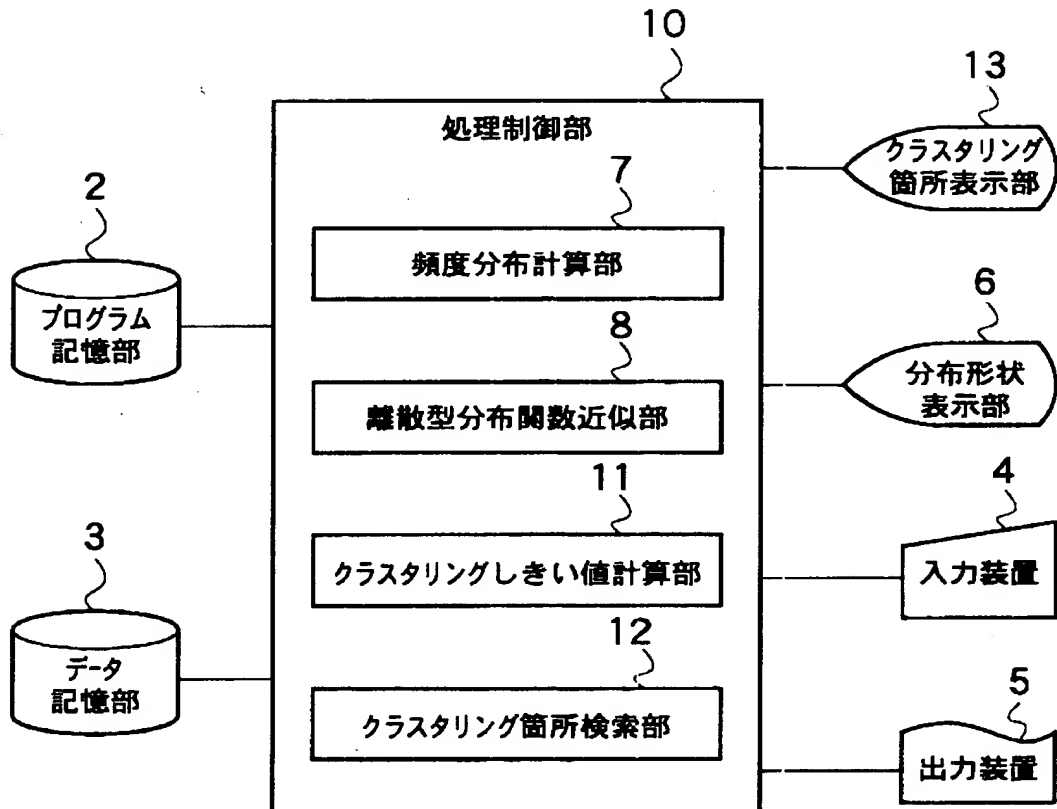 10
処理制御部
7
頻度分布計算部
8
離散型分布関数近似部
11
クラスタリングしきい値計算部
12
クラスタリング箇所検索部
2
プログラム
記憶部
3
データ
記憶部
13
クラスタリング
箇所表示部
6
分布形状
表示部
4
入力装置
5
出力装置